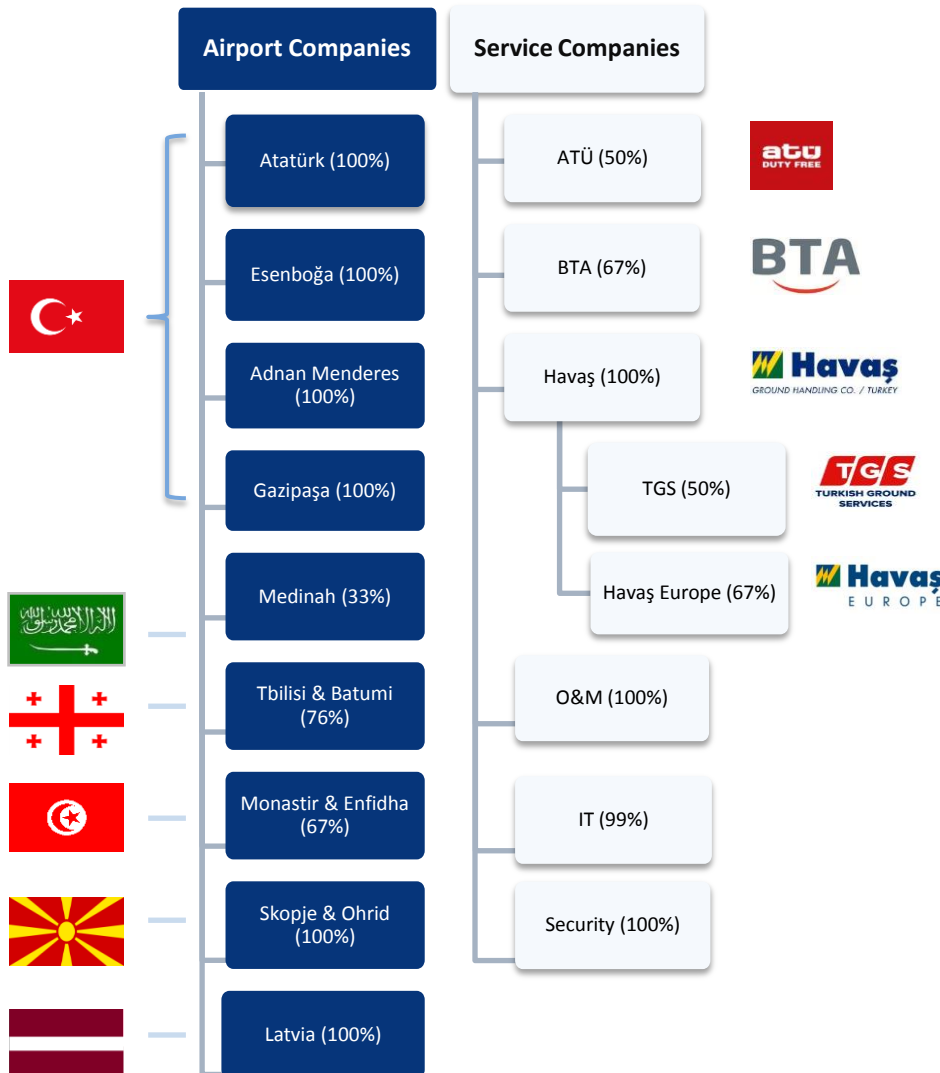 Airport Companies
Service Companies
Atatürk (100%)
Esenboğa (100%)
Adnan Menderes
(100%)
Gazipaşa (100%)
Medinah (33%)
Tbilisi & Batumi
(76%)
Monastir & Enfidha
(67%)
Skopje & Ohrid
(100%)
Latvia (100%)
ATÜ (50%)
atü
DUTY FREE
BTA (67%)
BTA
Havaş (100%)
Havaş
GROUND HANDLING CO. / TURKEY
TGS (50%)
TGS
TURKISH GROUND
SERVICES
Havaş Europe (67%)
Havaş
EUROPE
O&M (100%)
IT (99%)
Security (100%)